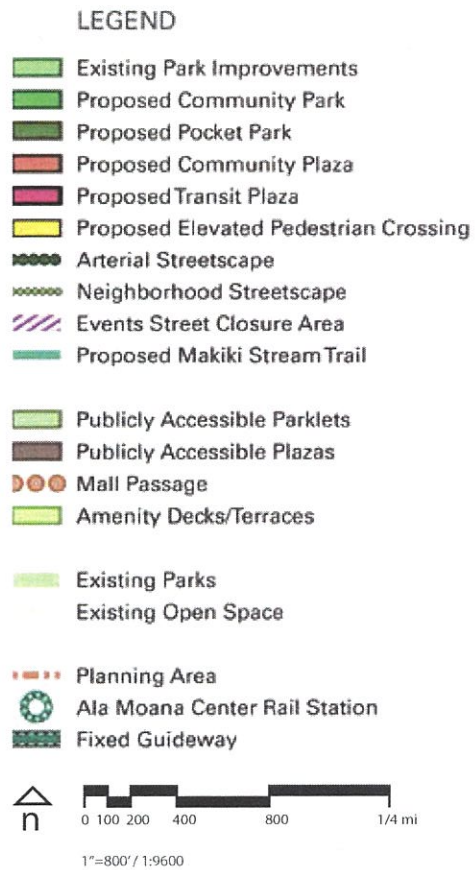 LEGEND
Existing Park Improvements
Proposed Community Park
Proposed Pocket Park
Proposed Community Plaza
Proposed Transit Plaza
Proposed Elevated Pedestrian Crossing
Arterial Streetscape
Neighborhood Streetscape
Events Street Closure Area
Proposed Makiki Stream Trail
Publicly Accessible Parklets
Publicly Accessible Plazas
Mall Passage
Amenity Decks/Terraces
Existing Parks
Existing Open Space
Planning Area
Ala Moana Center Rail Station
Fixed Guideway
n
0 100 200 400 800 1/4 mi
1"=800' / 1:9600